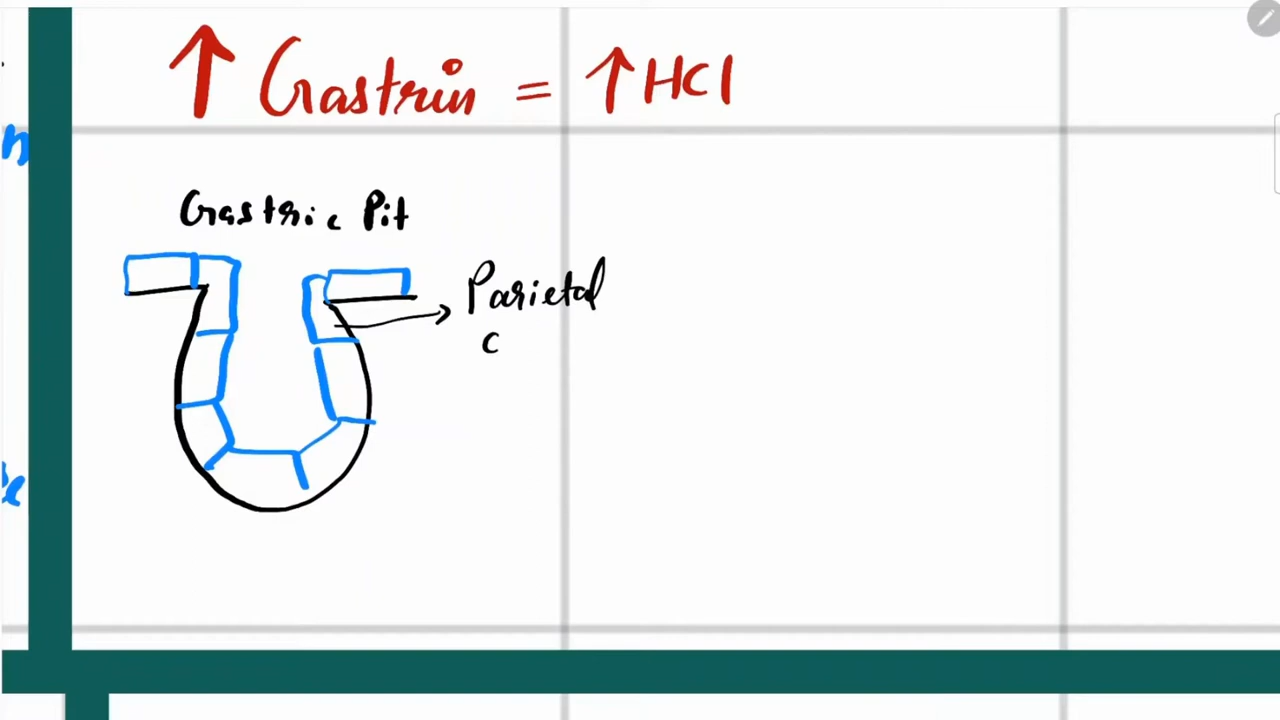 ↑ Gastrin = ↑ HCl
n
Gastric Pit
Parietal
c